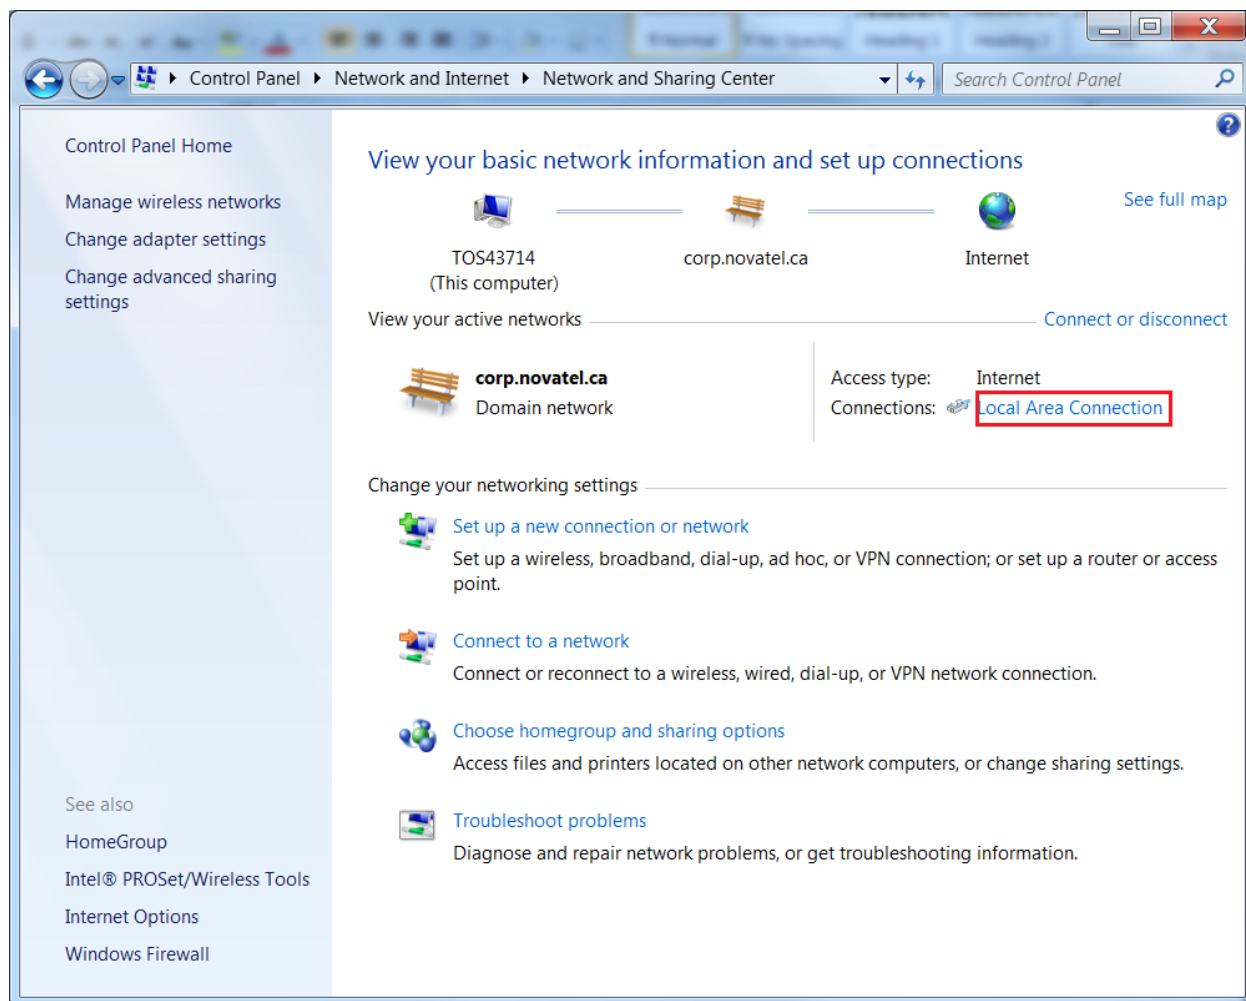 Control Panel ▸ Network and Internet ▸ Network and Sharing Center
Search Control Panel
Control Panel Home
Manage wireless networks
Change adapter settings
Change advanced sharing
settings
View your basic network information and set up connections
See full map
TOS43714
(This computer)
corp.novatel.ca
Internet
View your active networks
Connect or disconnect
corp.novatel.ca
Domain network
Access type: Internet
Connections: Local Area Connection
Change your networking settings
Set up a new connection or network
Set up a wireless, broadband, dial-up, ad hoc, or VPN connection; or set up a router or access
point.
Connect to a network
Connect or reconnect to a wireless, wired, dial-up, or VPN network connection.
Choose homegroup and sharing options
Access files and printers located on other network computers, or change sharing settings.
Troubleshoot problems
Diagnose and repair network problems, or get troubleshooting information.
See also
HomeGroup
Intel® PROSet/Wireless Tools
Internet Options
Windows Firewall